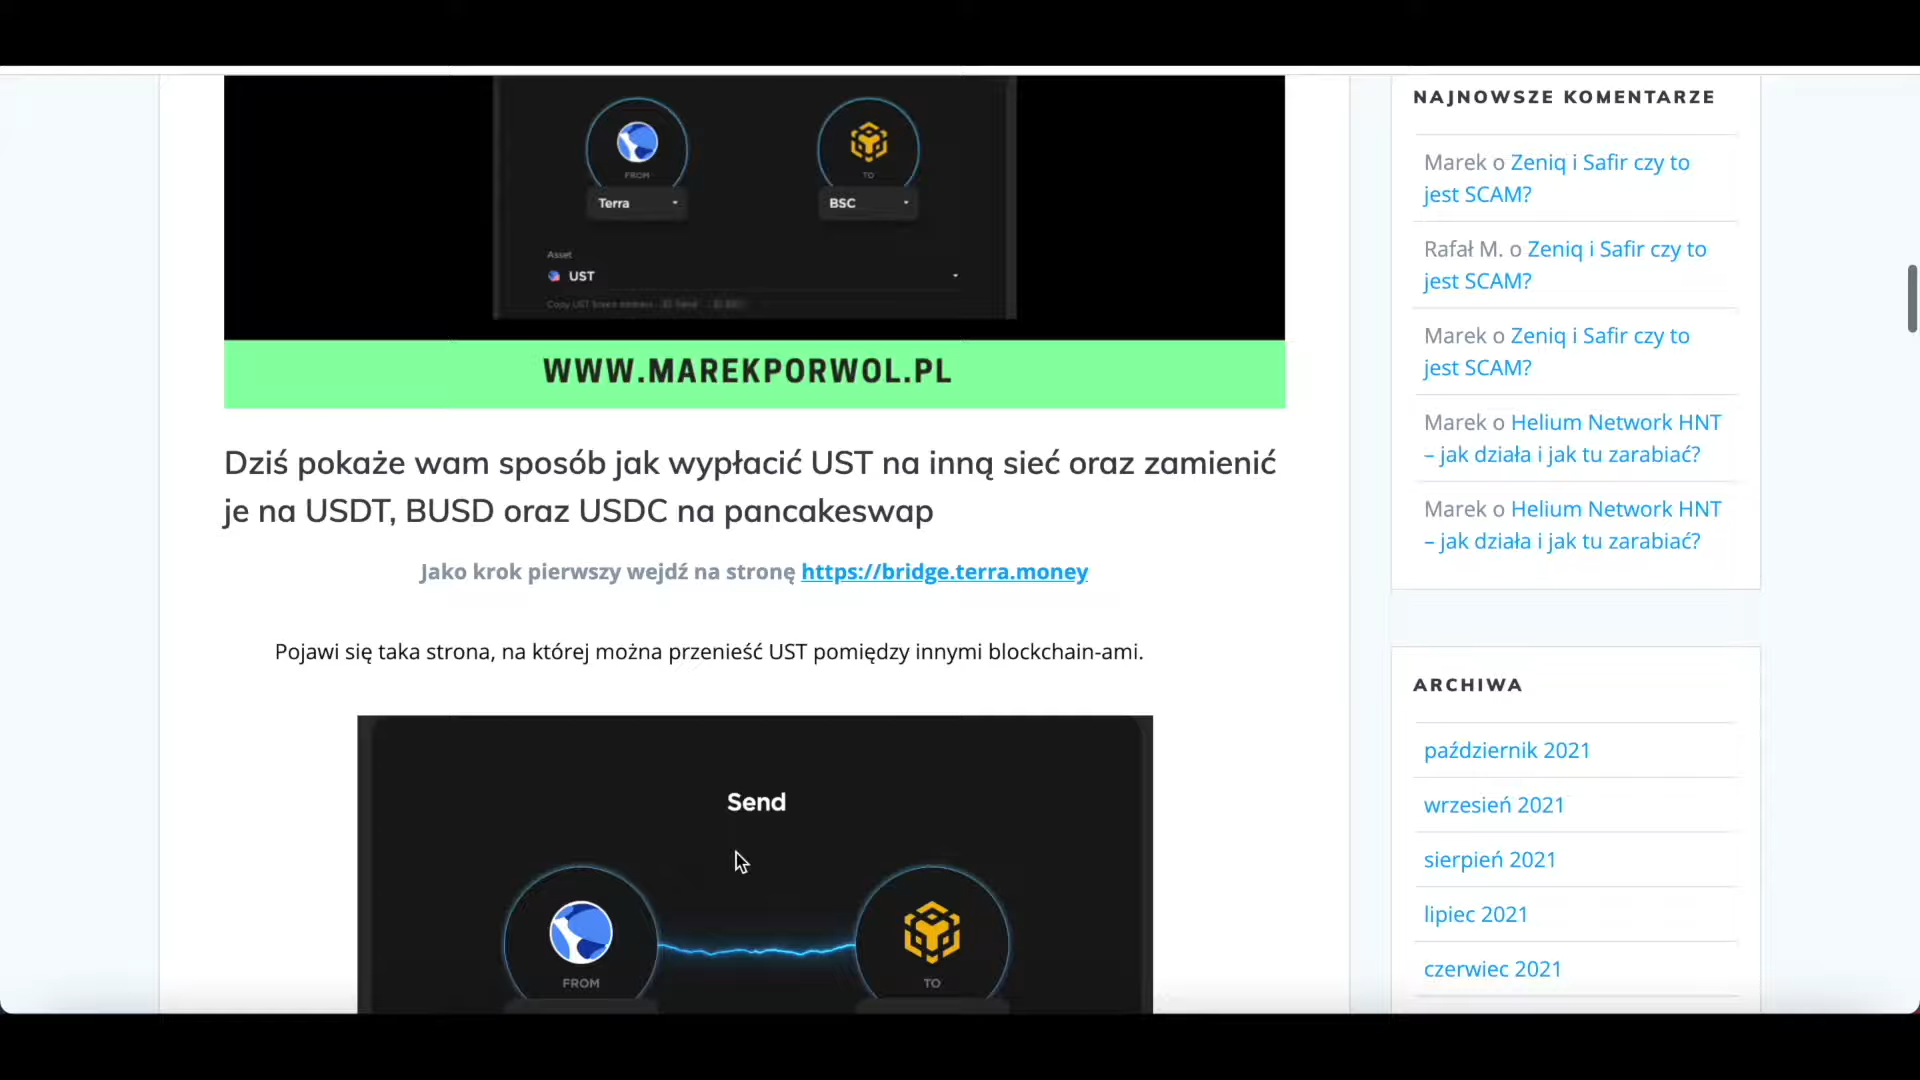 FROM
TO
Terra
BSC
Asset
UST
WWW.MAREKPORWOL.PL
Dziś pokaże wam sposób jak wypłacić UST na inną sieć oraz zamienić
je na USDT, BUSD oraz USDC na pancakeswap
Jako krok pierwszy wejdź na stronę https://bridge.terra.money
Pojawi się taka strona, na której można przenieść UST pomiędzy innymi blockchain-ami.
Send
FROM
TO
NAJNOWSZE KOMENTARZE
Marek o Zeniq i Safir czy to
jest SCAM?
Rafał M. o Zeniq i Safir czy to
jest SCAM?
Marek o Zeniq i Safir czy to
jest SCAM?
Marek o Helium Network HNT
– jak działa i jak tu zarabiać?
Marek o Helium Network HNT
– jak działa i jak tu zarabiać?
ARCHIWA
październik 2021
wrzesień 2021
sierpień 2021
lipiec 2021
czerwiec 2021